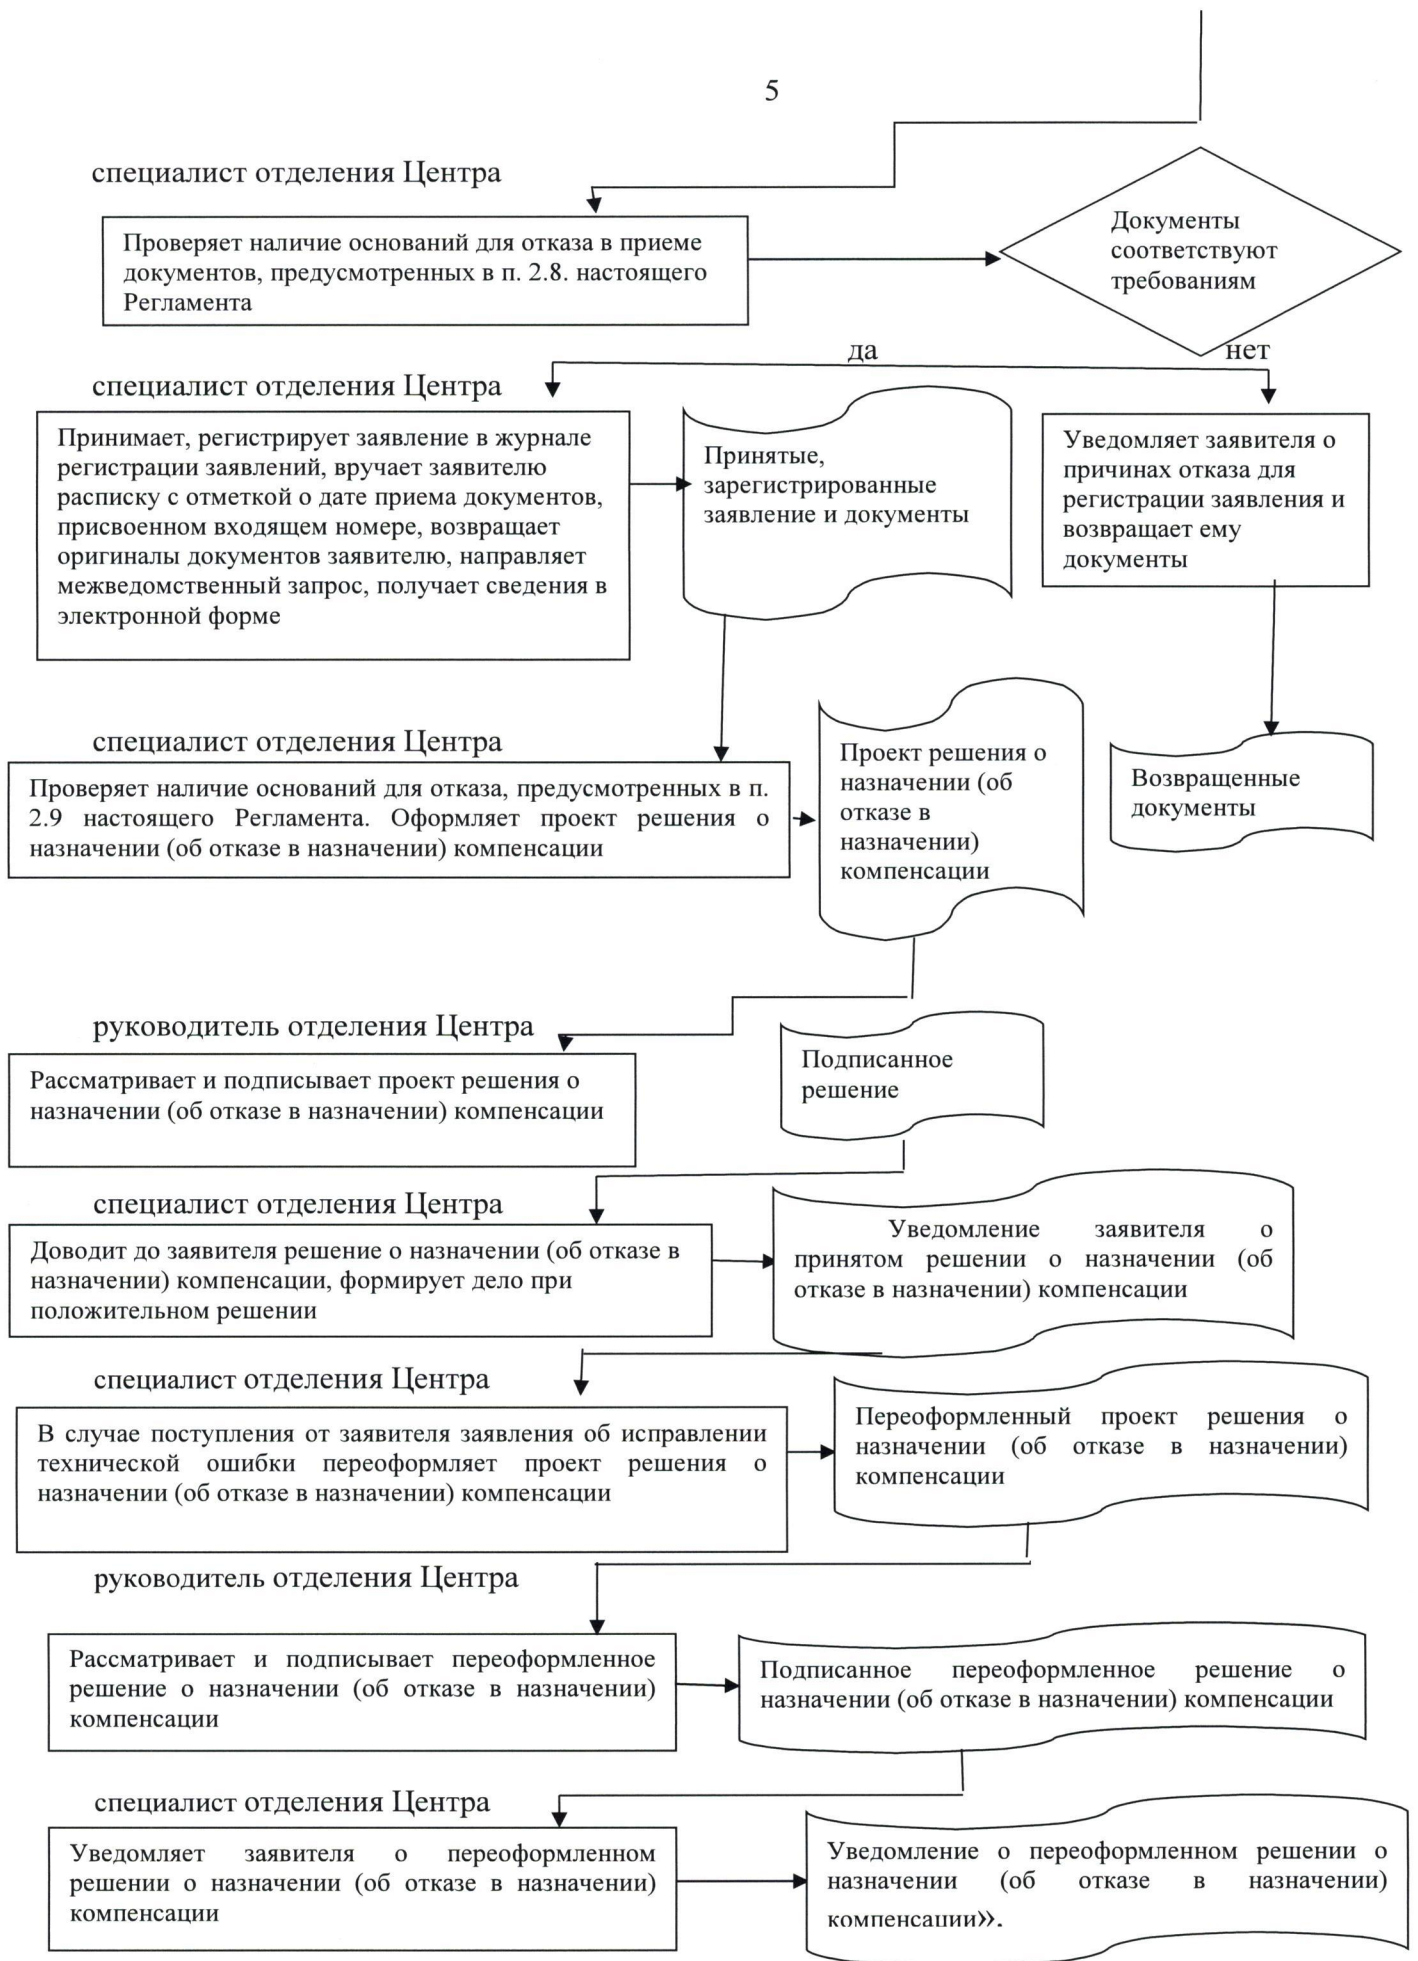 5
специалист отделения Центра
Проверяет наличие оснований для отказа в приеме
документов, предусмотренных в п. 2.8. настоящего
Регламента
Документы
соответствуют
требованиям
да
нет
специалист отделения Центра
Принимает, регистрирует заявление в журнале
регистрации заявлений, вручает заявителю
расписку с отметкой о дате приема документов,
присвоенном входящем номере, возвращает
оригиналы документов заявителю, направляет
межведомственный запрос, получает сведения в
электронной форме
Принятые,
зарегистрированные
заявление и документы
Уведомляет заявителя о
причинах отказа для
регистрации заявления и
возвращает ему
документы
специалист отделения Центра
Проверяет наличие оснований для отказа, предусмотренных в п.
2.9 настоящего Регламента. Оформляет проект решения о
назначении (об отказе в назначении) компенсации
Проект решения о
назначении (об
отказе в
назначении)
компенсации
Возвращенные
документы
руководитель отделения Центра
Рассматривает и подписывает проект решения о
назначении (об отказе в назначении) компенсации
Подписанное
решение
специалист отделения Центра
Доводит до заявителя решение о назначении (об отказе в
назначении) компенсации, формирует дело при
положительном решении
Уведомление заявителя о
принятом решении о назначении (об
отказе в назначении) компенсации
специалист отделения Центра
В случае поступления от заявителя заявления об исправлении
технической ошибки переоформляет проект решения о
назначении (об отказе в назначении) компенсации
Переоформленный проект решения о
назначении (об отказе в назначении)
компенсации
руководитель отделения Центра
Рассматривает и подписывает переоформленное
решение о назначении (об отказе в назначении)
компенсации
Подписанное переоформленное решение о
назначении (об отказе в назначении) компенсации
специалист отделения Центра
Уведомляет заявителя о переоформленном
решении о назначении (об отказе в назначении)
компенсации
Уведомление о переоформленном решении о
назначении (об отказе в назначении)
компенсации».